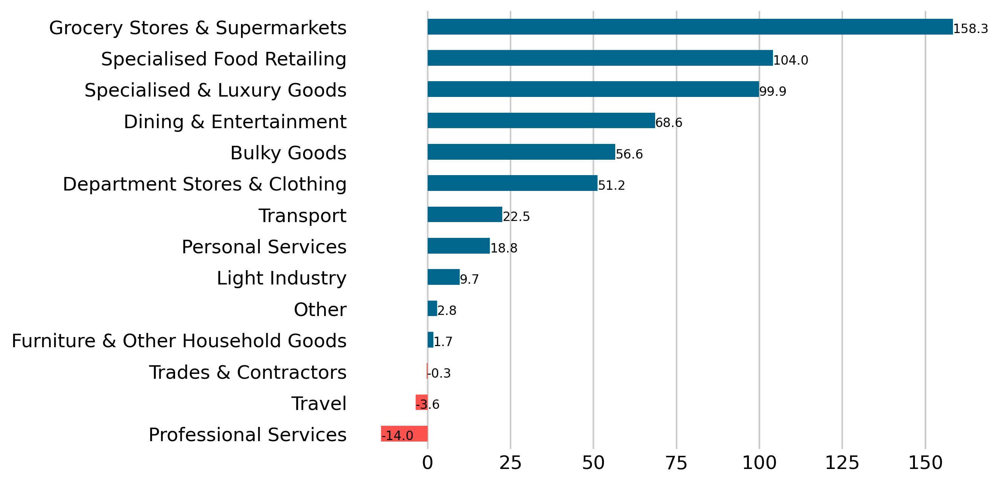 Grocery Stores & Supermarkets 158.3
Specialised Food Retailing 104.0
Specialised & Luxury Goods 99.9
Dining & Entertainment 68.6
Bulky Goods 56.6
Department Stores & Clothing 51.2
Transport 22.5
Personal Services 18.8
Light Industry 9.7
Other 2.8
Furniture & Other Household Goods 1.7
Trades & Contractors -0.3
Travel -3.6
Professional Services -14.0
0 25 50 75 100 125 150